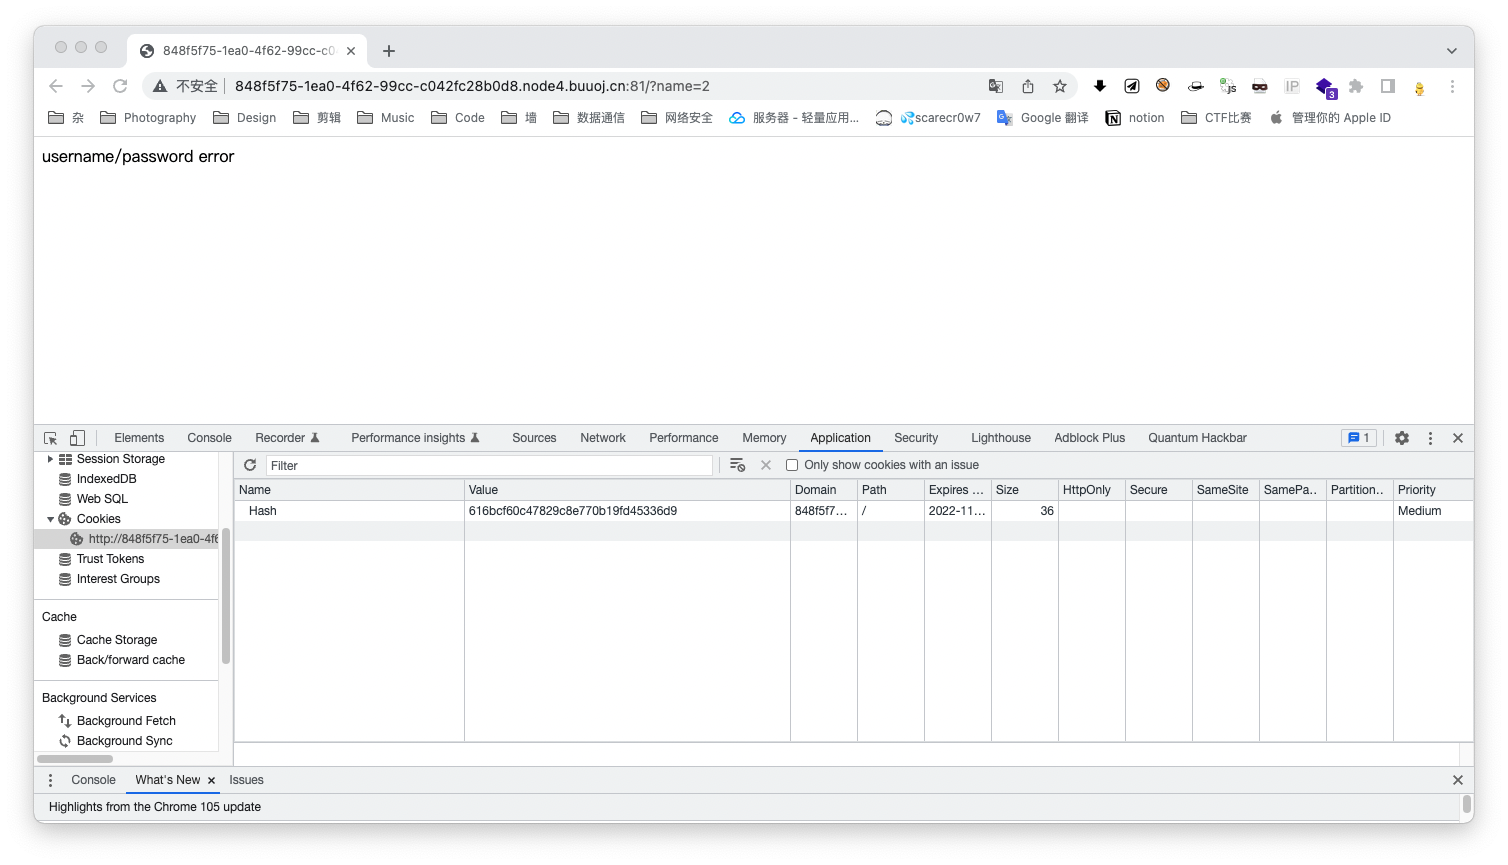 848f5f75-1ea0-4f62-99cc-c0
不安全 848f5f75-1ea0-4f62-99cc-c042fc28b0d8.node4.buuoj.cn:81/?name=2
js IP 3
杂 Photography Design 剪辑 Music Code 墙 数据通信 网络安全 服务器 - 轻量应用... 💦scarecr0w7 Google 翻译 notion CTF比赛 管理你的 Apple ID
username/password error
Elements Console Recorder Performance insights Sources Network Performance Memory Application Security Lighthouse Adblock Plus Quantum Hackbar 1
Session Storage
IndexedDB
Web SQL
Cookies
http://848f5f75-1ea0-4f6
Trust Tokens
Interest Groups
Cache
Cache Storage
Back/forward cache
Background Services
Background Fetch
Background Sync
Filter Only show cookies with an issue
Name Value Domain Path Expires ... Size HttpOnly Secure SameSite SamePa.. Partition.. Priority
Hash 616bcf60c47829c8e770b19fd45336d9 848f5f7... / 2022-11... 36 Medium
Console What's New Issues
Highlights from the Chrome 105 update